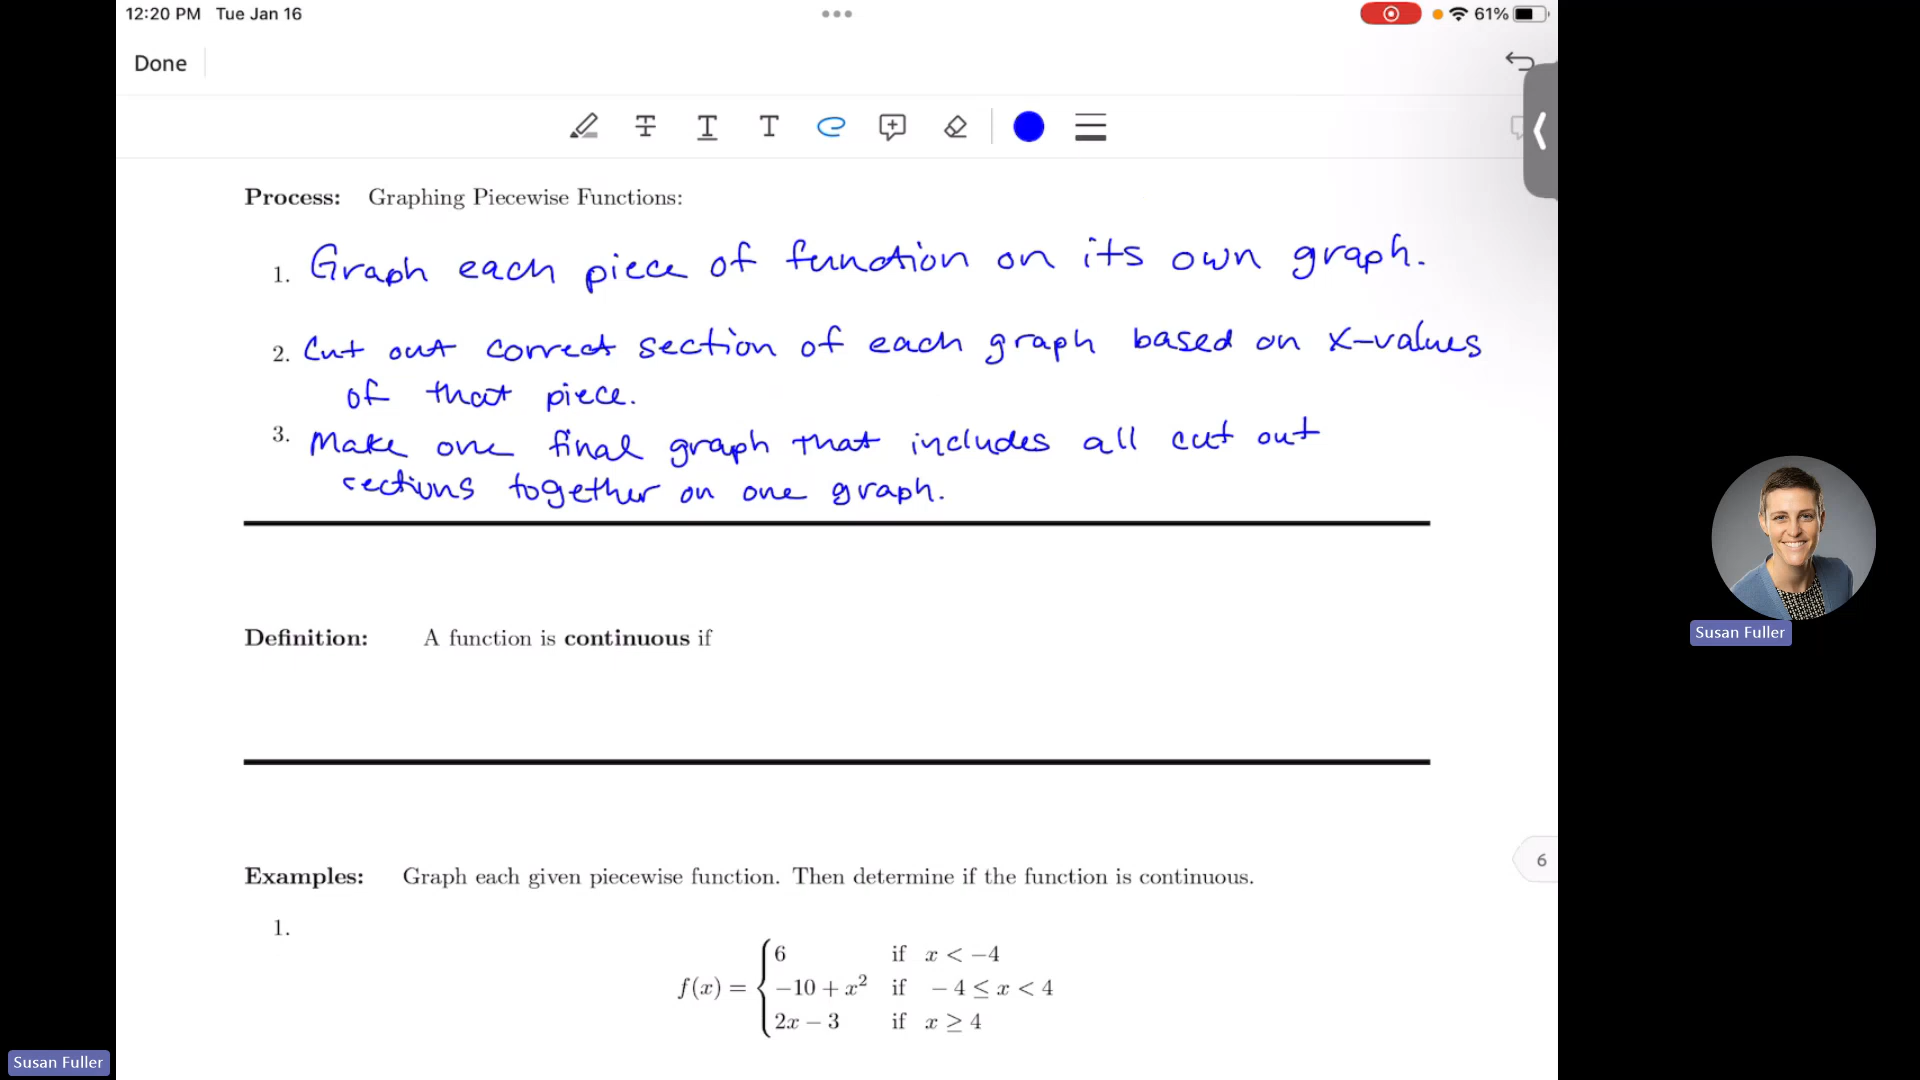 12:20 PM Tue Jan 16
61%
Done
Process: Graphing Piecewise Functions:
1. Graph each piece of function on its own graph.
2. Cut out correct section of each graph based on x-values
of that piece.
3. Make one final graph that includes all cut out
sections together on one graph.
Definition: A function is continuous if
Susan Fuller
6
Examples: Graph each given piecewise function. Then determine if the function is continuous.
1.
f(x) = { 6 if x < −4
−10 + x² if − 4 ≤ x < 4
2x − 3 if x ≥ 4
Susan Fuller